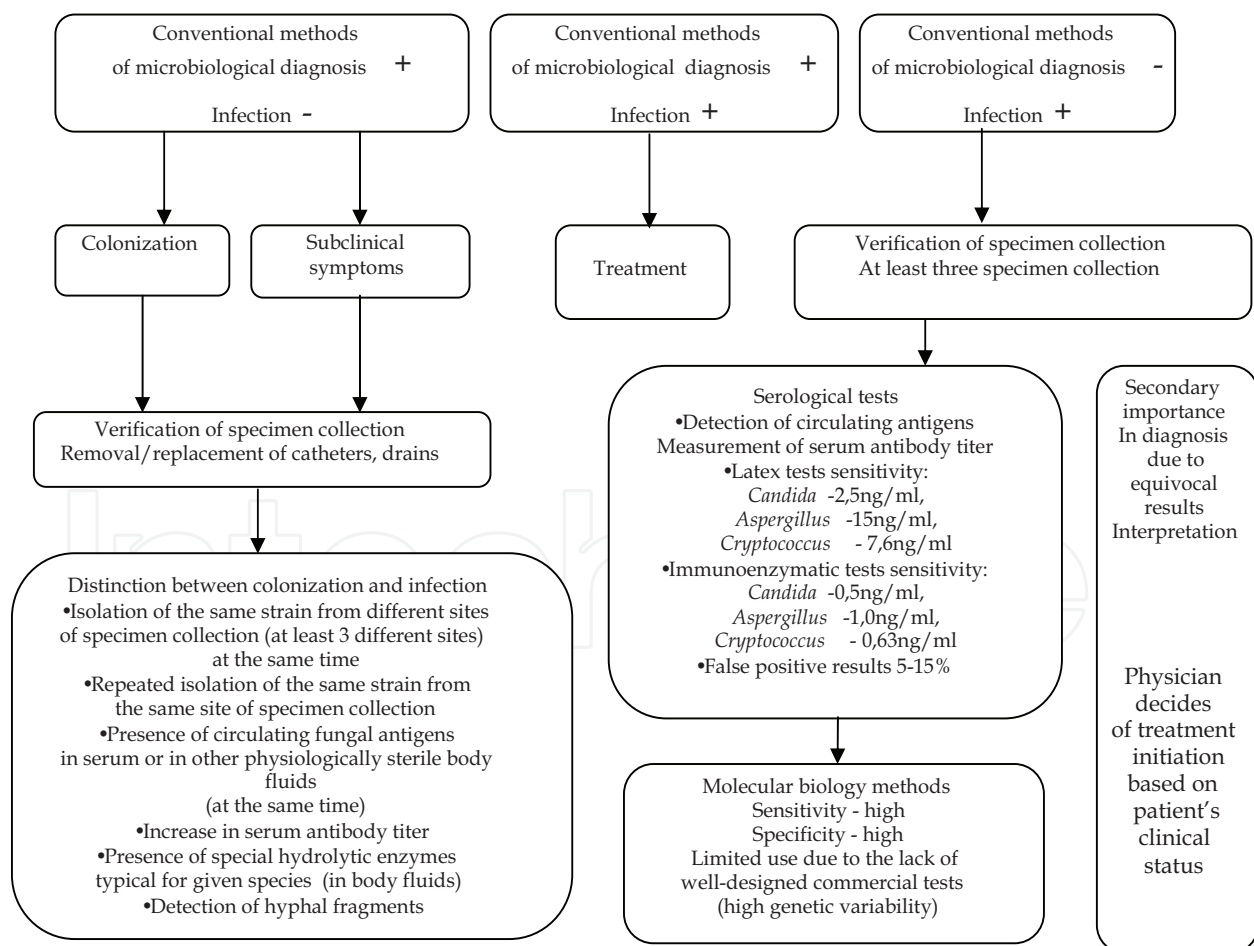 Conventional methods
of microbiological diagnosis +
Infection -
Conventional methods
of microbiological diagnosis +
Infection +
Conventional methods
of microbiological diagnosis -
Infection +
Colonization
Subclinical
symptoms
Treatment
Verification of specimen collection
At least three specimen collection
Verification of specimen collection
Removal/replacement of catheters, drains
Distinction between colonization and infection
•Isolation of the same strain from different sites
of specimen collection (at least 3 different sites)
at the same time
•Repeated isolation of the same strain from
the same site of specimen collection
•Presence of circulating fungal antigens
in serum or in other physiologically sterile body
fluids
(at the same time)
•Increase in serum antibody titer
•Presence of special hydrolytic enzymes
typical for given species (in body fluids)
•Detection of hyphal fragments
Serological tests
•Detection of circulating antigens
Measurement of serum antibody titer
•Latex tests sensitivity:
Candida -2,5ng/ml,
Aspergillus -15ng/ml,
Cryptococcus - 7,6ng/ml
•Immunoenzymatic tests sensitivity:
Candida -0,5ng/ml,
Aspergillus -1,0ng/ml,
Cryptococcus - 0,63ng/ml
•False positive results 5-15%
Molecular biology methods
Sensitivity - high
Specificity - high
Limited use due to the lack of
well-designed commercial tests
(high genetic variability)
Secondary
importance
In diagnosis
due to
equivocal
results
Interpretation
Physician
decides
of treatment
initiation
based on
patient's
clinical
status